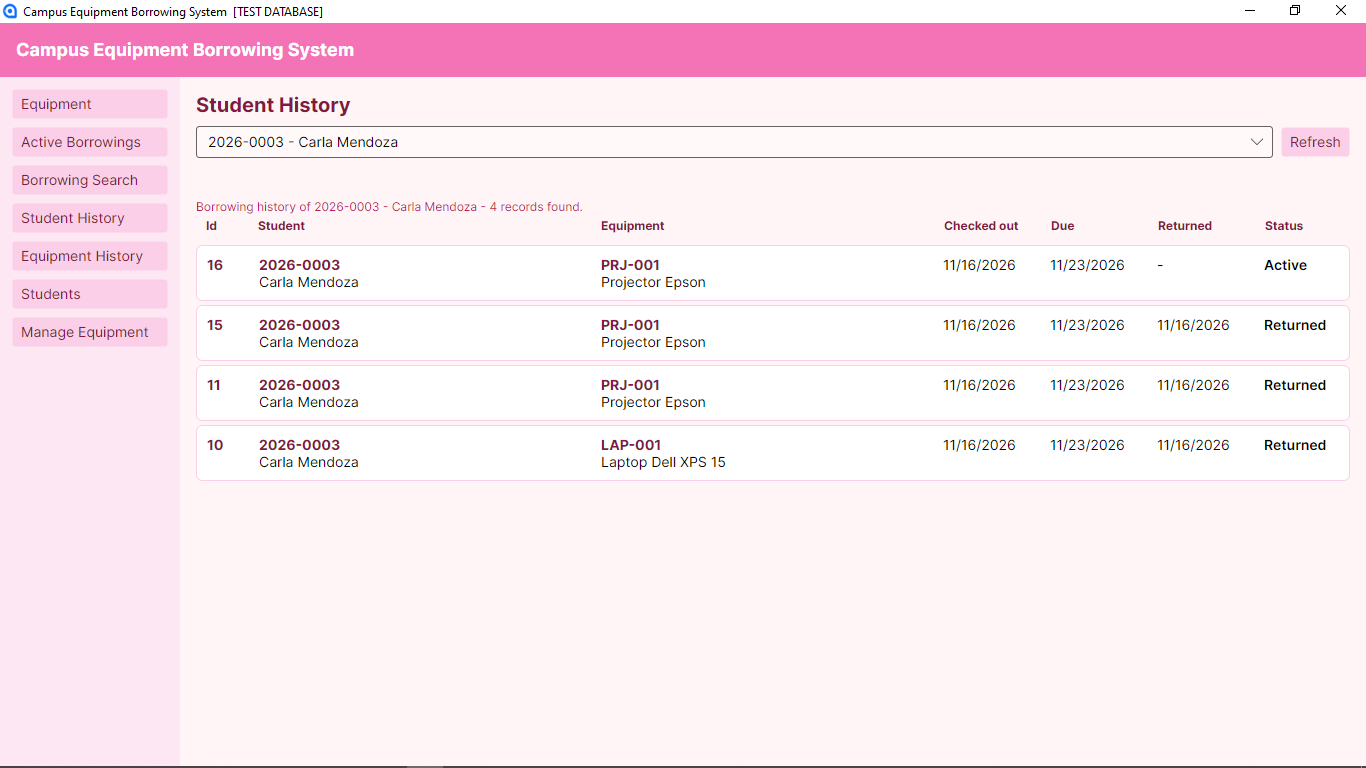 Campus Equipment Borrowing System [TEST DATABASE]
Campus Equipment Borrowing System
Equipment
Active Borrowings
Borrowing Search
Student History
Equipment History
Students
Manage Equipment
Student History
2026-0003 - Carla Mendoza
Refresh
Borrowing history of 2026-0003 - Carla Mendoza - 4 records found.
Id Student Equipment Checked out Due Returned Status
16 2026-0003 PRJ-001 11/16/2026 11/23/2026 - Active
Carla Mendoza Projector Epson
15 2026-0003 PRJ-001 11/16/2026 11/23/2026 11/16/2026 Returned
Carla Mendoza Projector Epson
11 2026-0003 PRJ-001 11/16/2026 11/23/2026 11/16/2026 Returned
Carla Mendoza Projector Epson
10 2026-0003 LAP-001 11/16/2026 11/23/2026 11/16/2026 Returned
Carla Mendoza Laptop Dell XPS 15